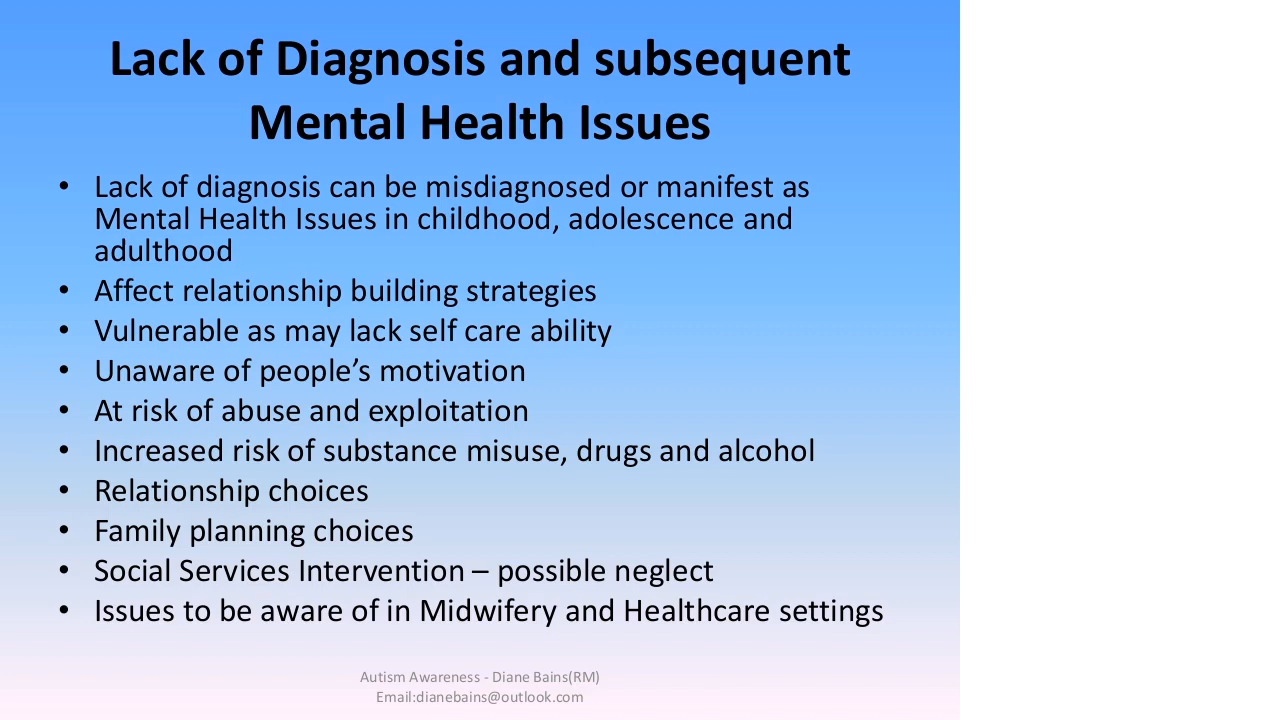 Lack of Diagnosis and subsequent
Mental Health Issues
• Lack of diagnosis can be misdiagnosed or manifest as
Mental Health Issues in childhood, adolescence and
adulthood
• Affect relationship building strategies
• Vulnerable as may lack self care ability
• Unaware of people’s motivation
• At risk of abuse and exploitation
• Increased risk of substance misuse, drugs and alcohol
• Relationship choices
• Family planning choices
• Social Services Intervention – possible neglect
• Issues to be aware of in Midwifery and Healthcare settings
Autism Awareness - Diane Bains(RM)
Email:dianebains@outlook.com